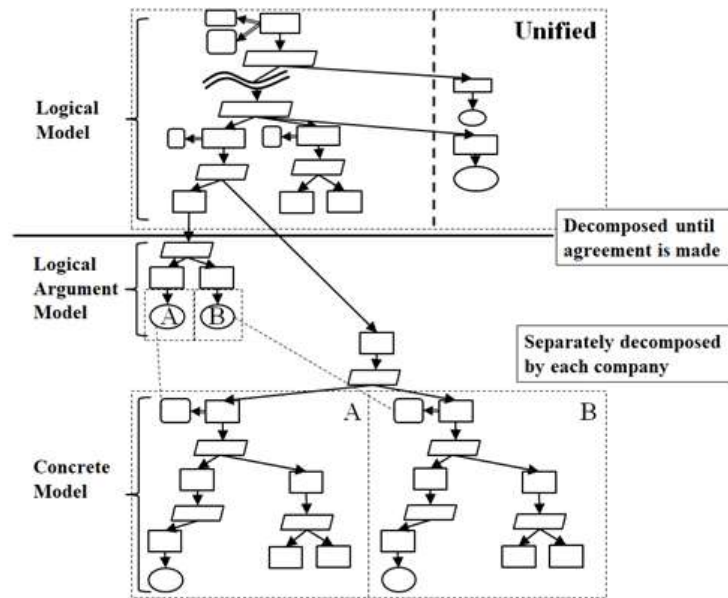 Unified
Logical
Model
Decomposed until
agreement is made
Logical
Argument
Model
A
B
Separately decomposed
by each company
A
B
Concrete
Model